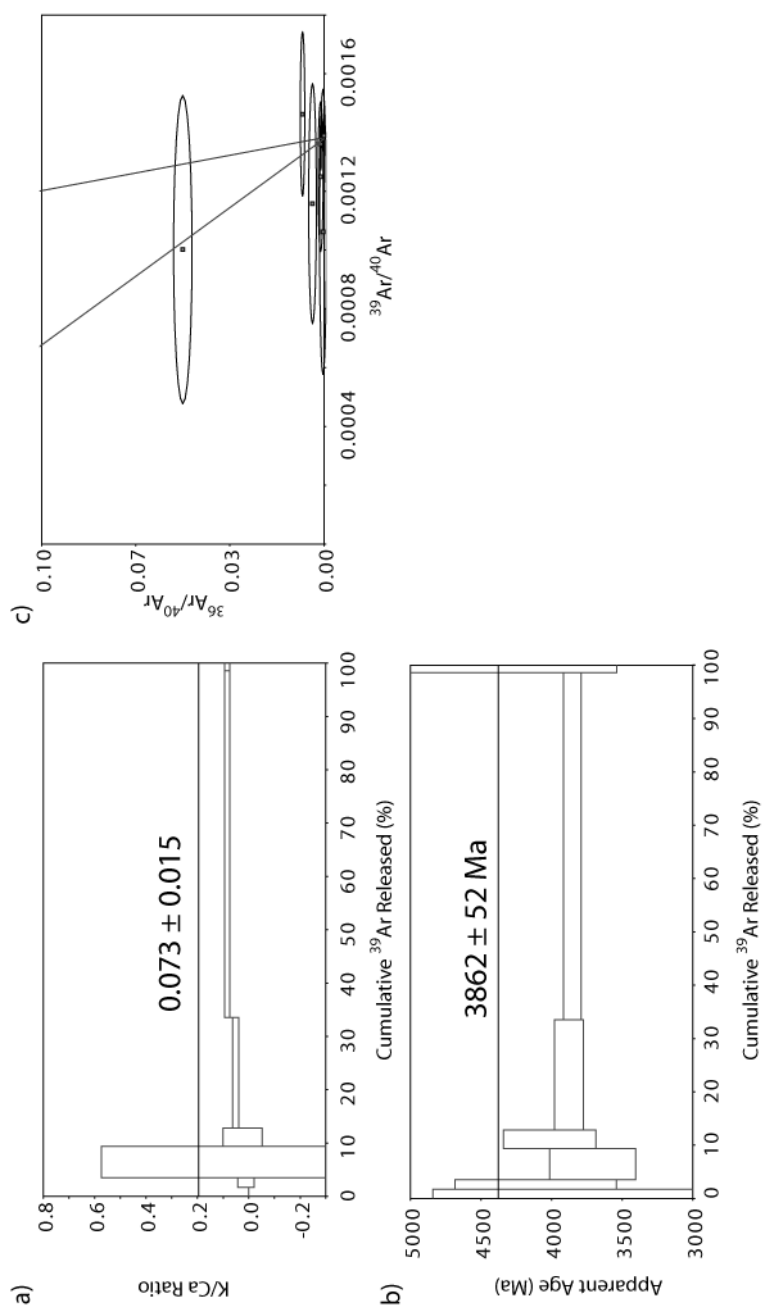 a)
K/Ca Ratio
0.8
0.6
0.4
0.2
0.0
-0.2
0.073 ± 0.015
0 10 20 30 40 50 60 70 80 90 100
Cumulative ³⁹Ar Released (%)
b)
Apparent Age (Ma)
5000
4500
4000
3500
3000
3862 ± 52 Ma
0 10 20 30 40 50 60 70 80 90 100
Cumulative ³⁹Ar Released (%)
c)
³⁶Ar/⁴⁰Ar
0.10
0.07
0.03
0.00
0.0004 0.0008 0.0012 0.0016
³⁹Ar/⁴⁰Ar